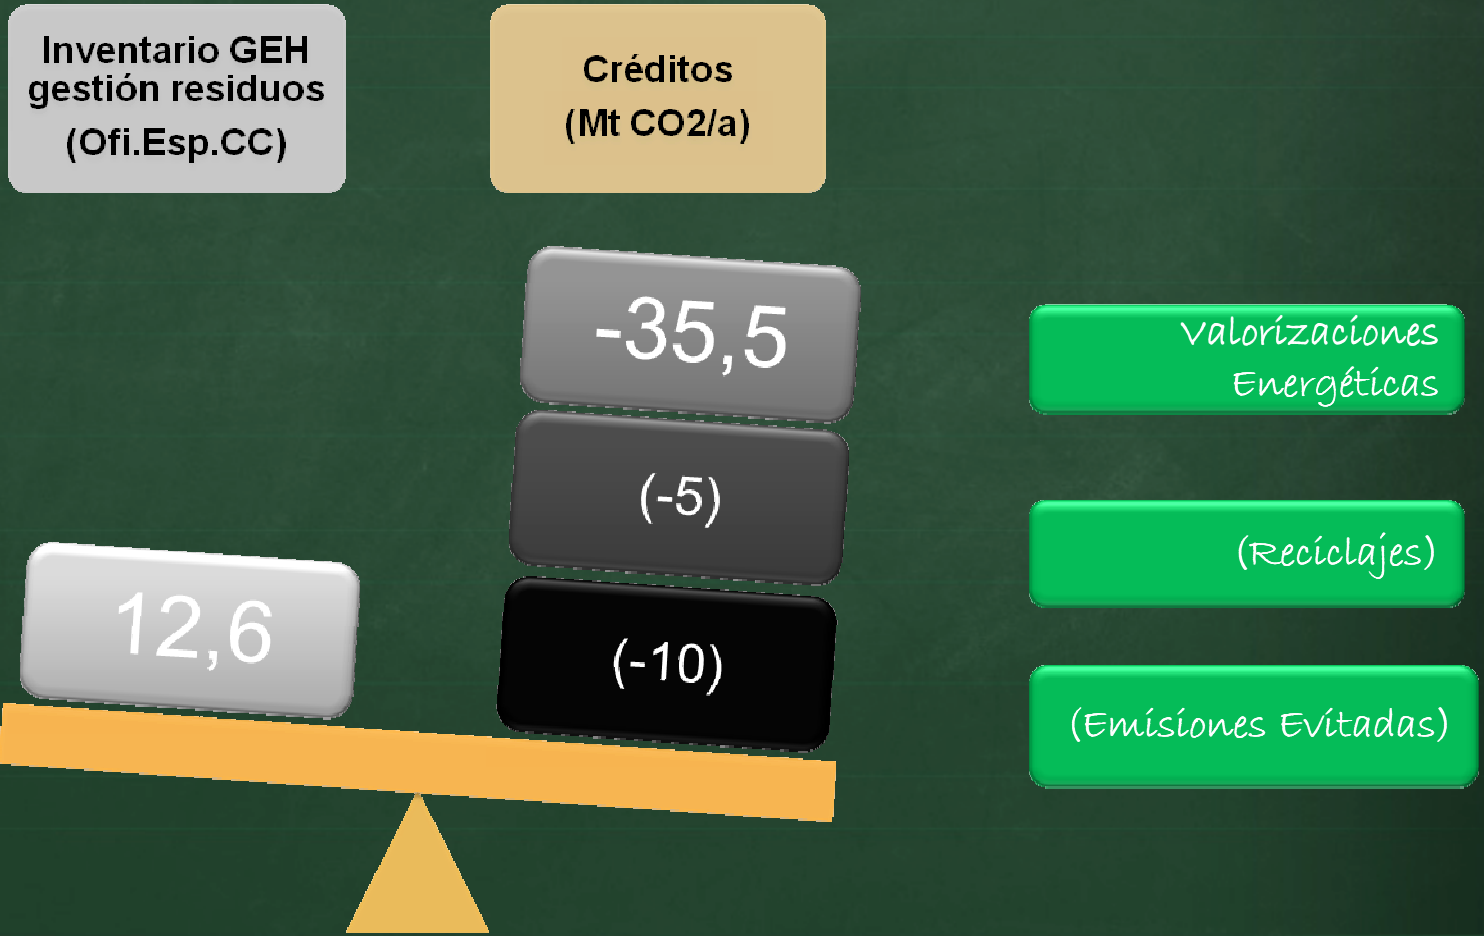 Inventario GEH
gestión residuos
(Ofi.Esp.CC)
Créditos
(Mt CO2/a)
-35,5
(-5)
(-10)
12,6
Valorizaciones
Energéticas
(Reciclajes)
(Emisiones Evitadas)